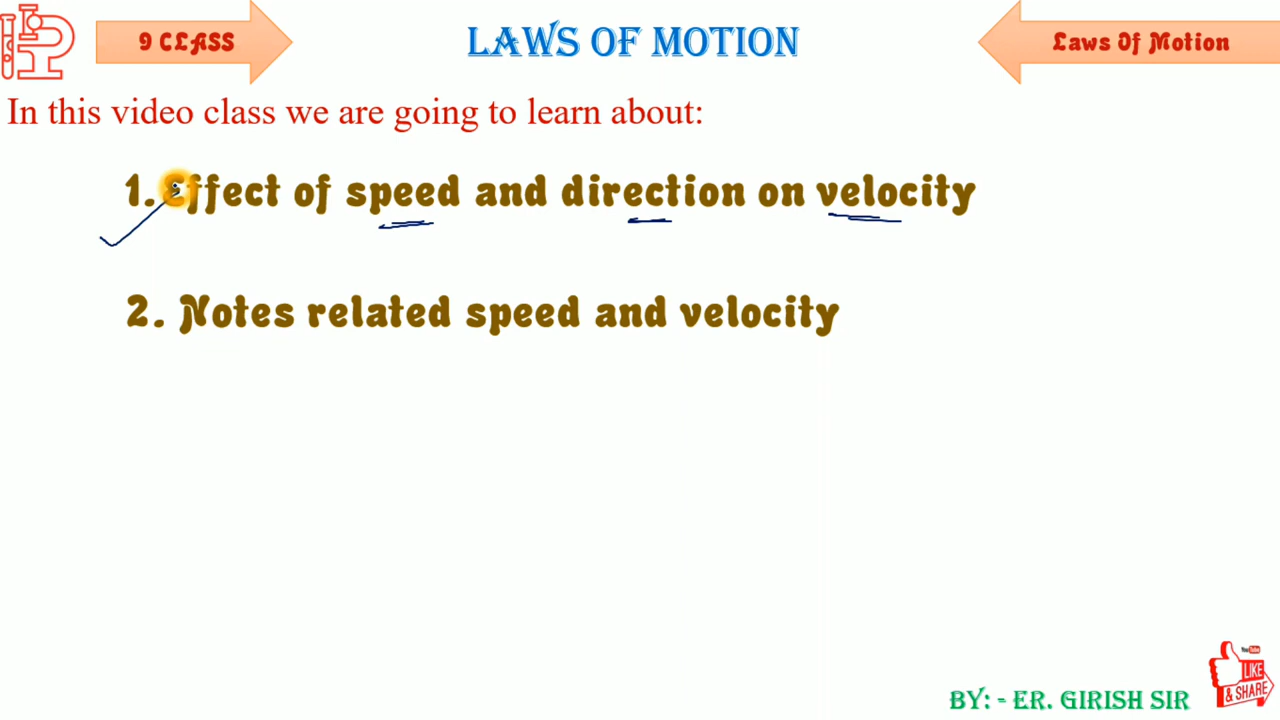 9 CLASS
LAWS OF MOTION
Laws Of Motion
In this video class we are going to learn about:
1. Effect of speed and direction on velocity
2. Notes related speed and velocity
YouTube
LIKE
& SHARE
BY: - ER. GIRISH SIR